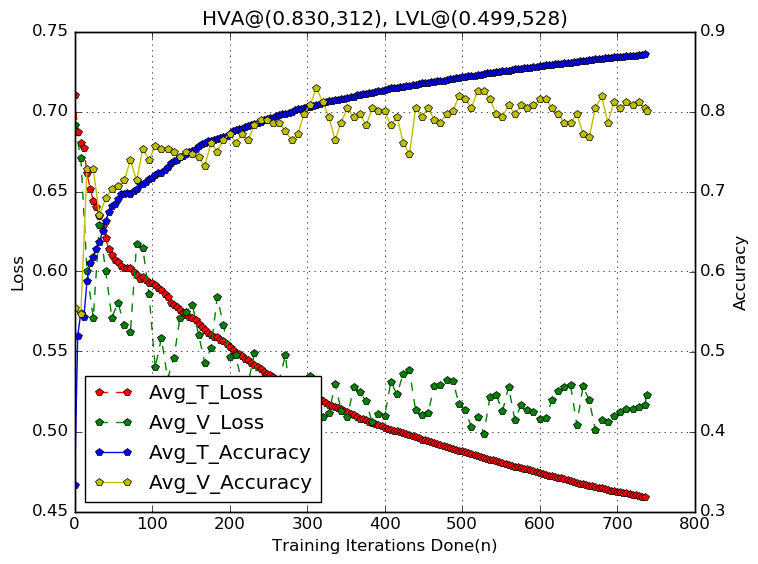 HVA@(0.830,312), LVL@(0.499,528)
0.75
0.70
0.65
0.60
0.55
0.50
0.45
Loss
0.9
0.8
0.7
0.6
0.5
0.4
0.3
Accuracy
Avg_T_Loss
Avg_V_Loss
Avg_T_Accuracy
Avg_V_Accuracy
0 100 200 300 400 500 600 700 800
Training Iterations Done(n)